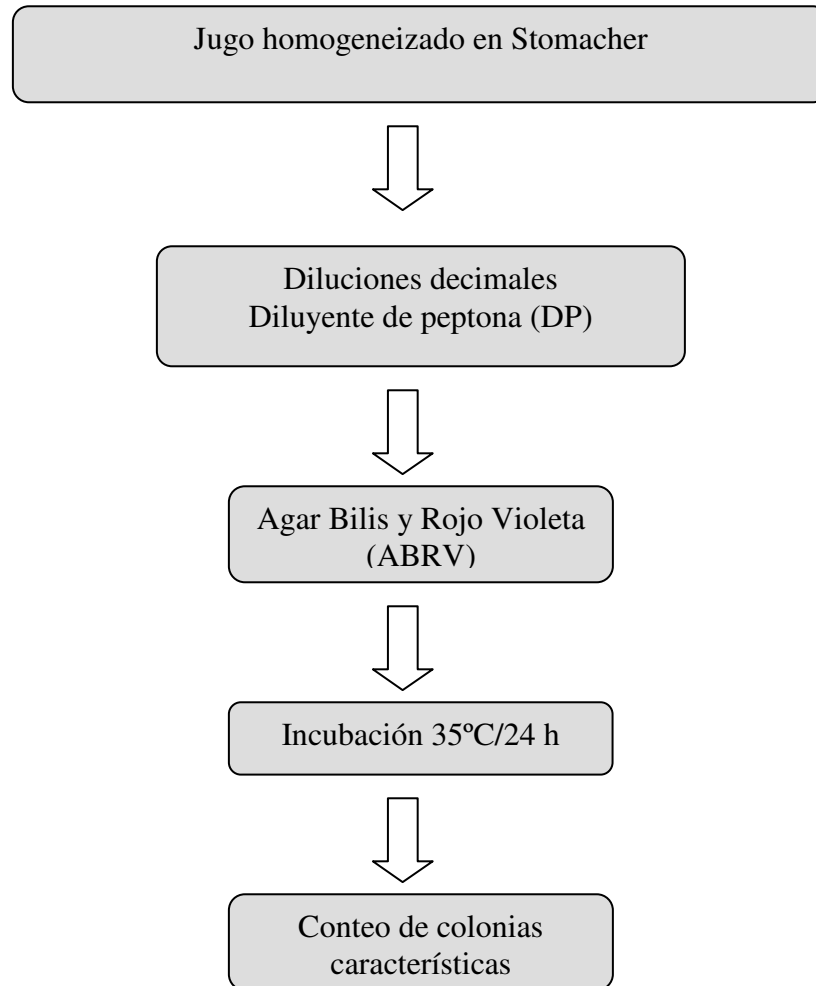 Jugo homogeneizado en Stomacher
Diluciones decimales
Diluyente de peptona (DP)
Agar Bilis y Rojo Violeta
(ABRV)
Incubación 35ºC/24 h
Conteo de colonias
características